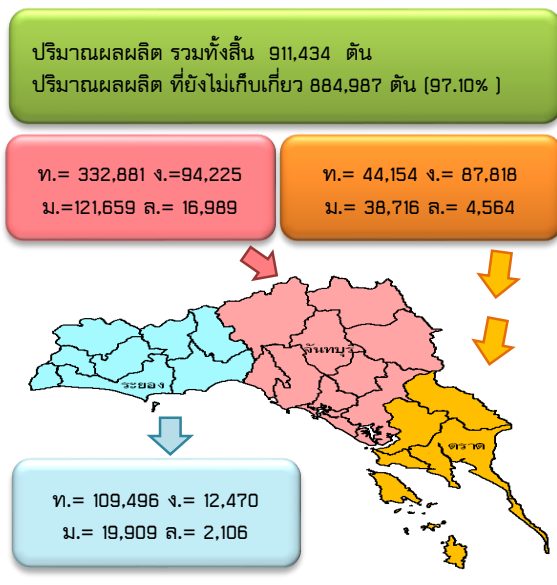 ปริมาณผลผลิต รวมทั้งสิ้น 911,434 ตัน
ปริมาณผลผลิต ที่ยังไม่เก็บเกี่ยว 884,987 ตัน (97.10% )
ท.= 332,881 ง.=94,225
ม.=121,659 ล.= 16,989
ท.= 44,154 ง.= 87,818
ม.= 38,716 ล.= 4,564
จันทบุรี
ระยอง
ตราด
ท.= 109,496 ง.= 12,470
ม.= 19,909 ล.= 2,106